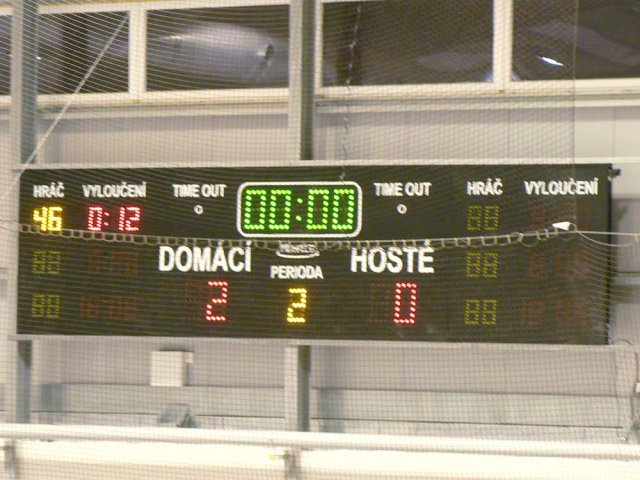 HRÁČ VYLOUČENÍ TIME OUT 00:00 TIME OUT HRÁČ VYLOUČENÍ
46 0:12
DOMÁCÍ PERIODA HOSTÉ
2 2 0